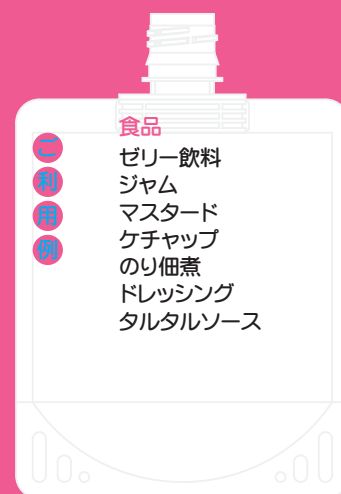 ご利用例
食品
ゼリー飲料
ジャム
マスタード
ケチャップ
のり佃煮
ドレッシング
タルタルソース